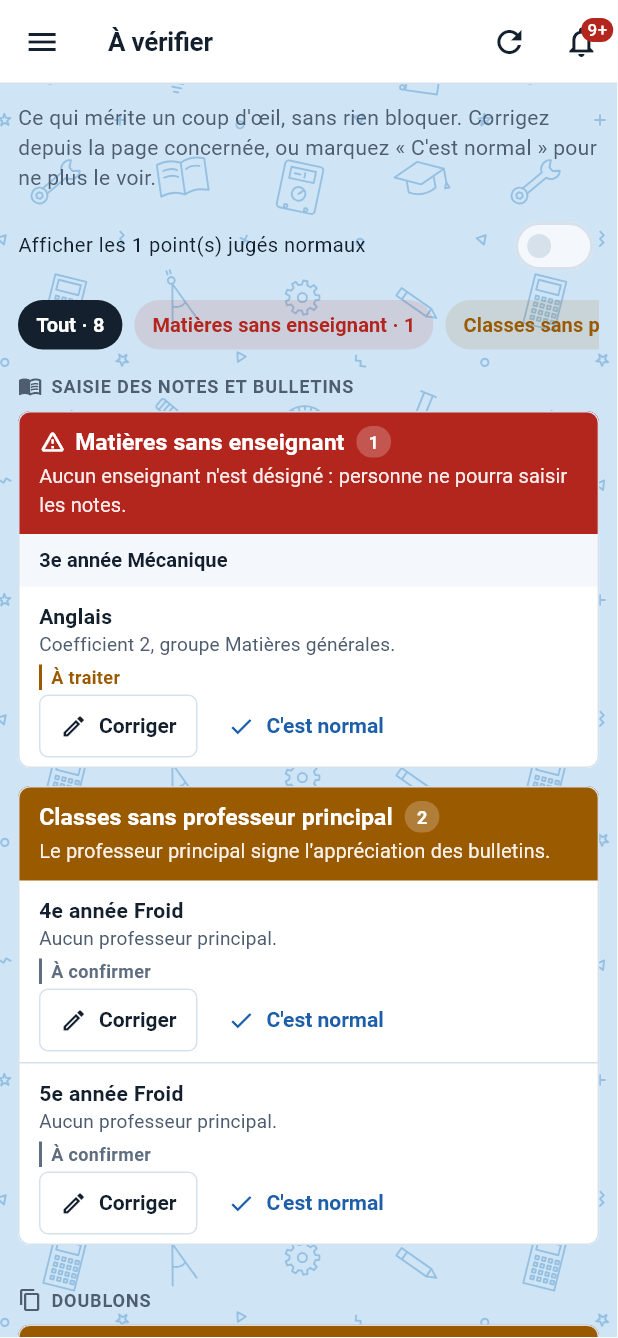 À vérifier
9+
Ce qui mérite un coup d'œil, sans rien bloquer. Corrigez
depuis la page concernée, ou marquez « C'est normal » pour
ne plus le voir.
Afficher les 1 point(s) jugés normaux
Tout · 8
Matières sans enseignant · 1
Classes sans p
SAISIE DES NOTES ET BULLETINS
Matières sans enseignant 1
Aucun enseignant n'est désigné : personne ne pourra saisir
les notes.
3e année Mécanique
Anglais
Coefficient 2, groupe Matières générales.
À traiter
Corriger
C'est normal
Classes sans professeur principal 2
Le professeur principal signe l'appréciation des bulletins.
4e année Froid
Aucun professeur principal.
À confirmer
Corriger
C'est normal
5e année Froid
Aucun professeur principal.
À confirmer
Corriger
C'est normal
DOUBLONS